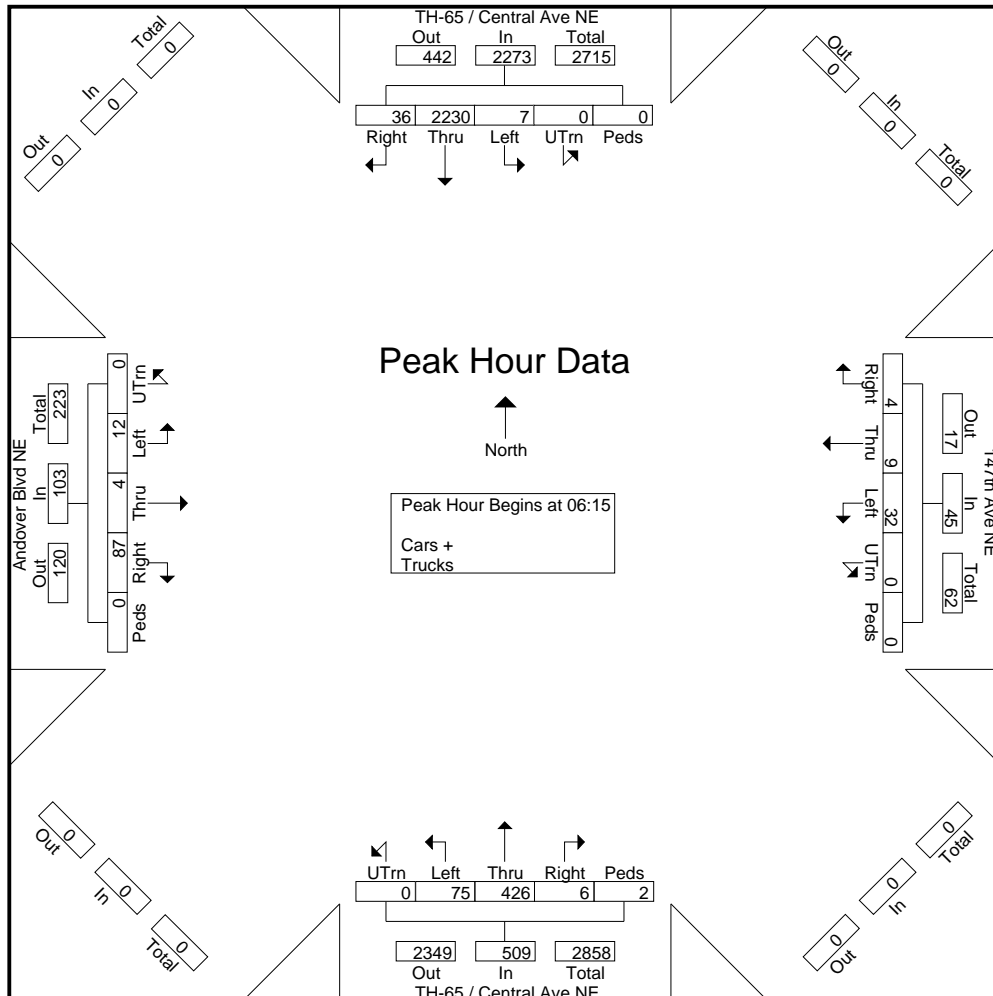 TH-65 / Central Ave NE
Out In Total
442 2273 2715
36 2230 7 0 0
Right Thru Left UTrn Peds
Total
0
In
0
Out
0
Out
0
In
0
Total
0
Peak Hour Data
North
Peak Hour Begins at 06:15
Cars +
Trucks
Andover Blvd NE
Out In Total
120 103 223
0 87 4 12 0
Peds Right Thru Left UTrn
147th Ave NE
Out In Total
17 45 62
4 9 32 0 0
Right Thru Left UTrn Peds
UTrn Left Thru Right Peds
0 75 426 6 2
2349 509 2858
Out In Total
TH-65 / Central Ave NE
0
Out
0
In
0
Total
0
Total
0
In
0
Out